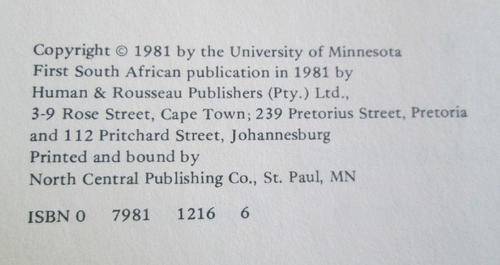 Copyright © 1981 by the University of Minnesota
First South African publication in 1981 by
Human & Rousseau Publishers (Pty.) Ltd.,
3-9 Rose Street, Cape Town; 239 Pretorius Street, Pretoria
and 112 Pritchard Street, Johannesburg
Printed and bound by
North Central Publishing Co., St. Paul, MN
ISBN 0 7981 1216 6